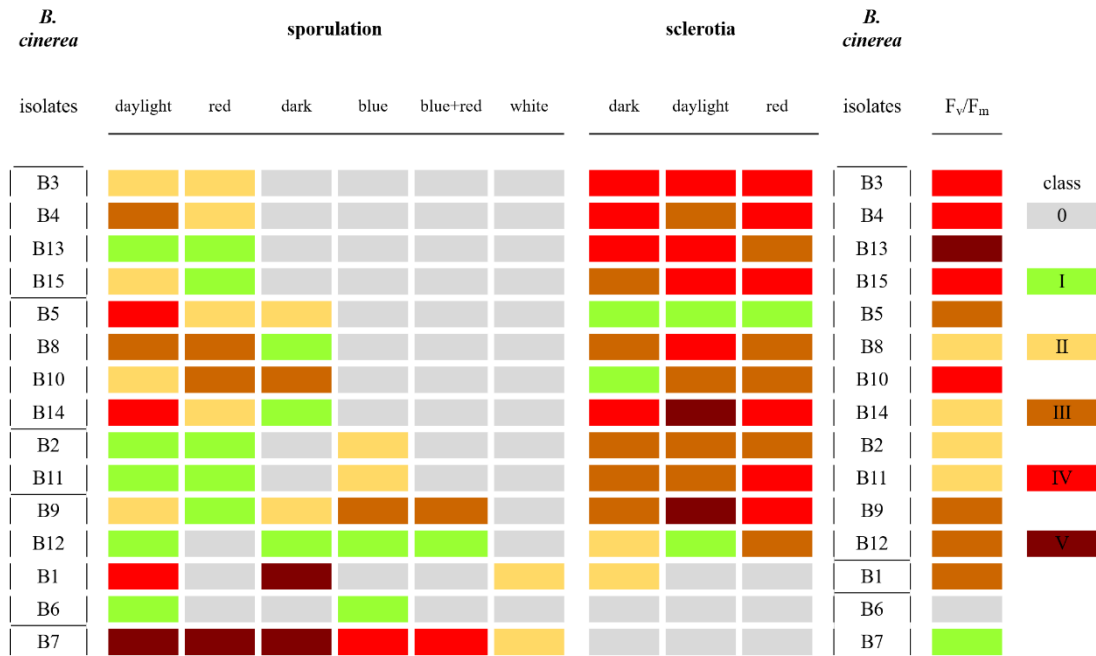 B. cinerea sporulation sclerotia B. cinerea
isolates daylight red dark blue blue+red white dark daylight red isolates Fv/Fm
B3 B3 class
B4 B4 0
B13 B13
B15 B15 I
B5 B5
B8 B8 II
B10 B10
B14 B14 III
B2 B2
B11 B11 IV
B9 B9
B12 B12 V
B1 B1
B6 B6
B7 B7